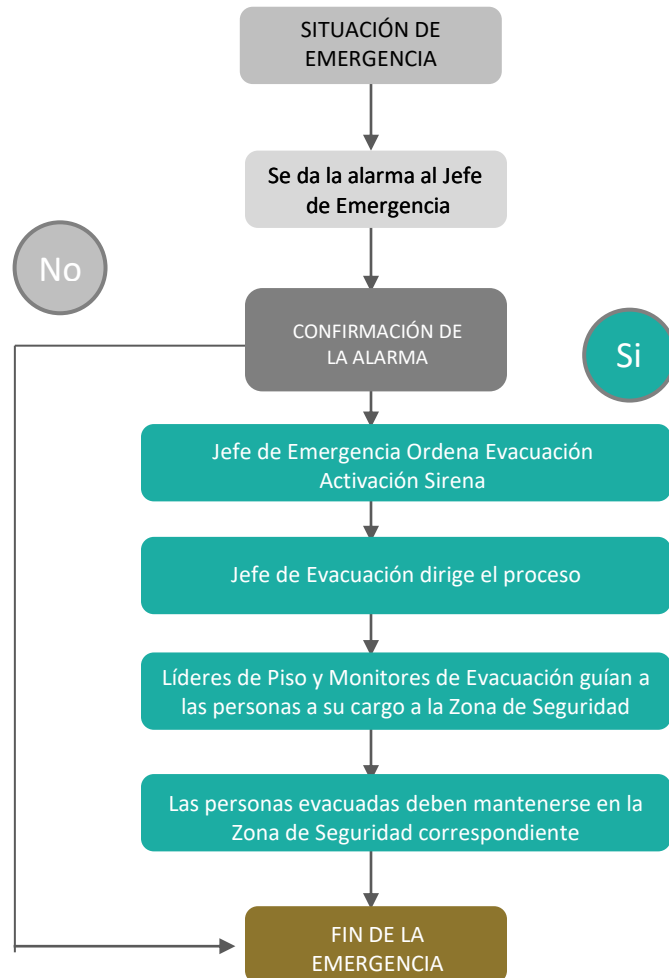 SITUACIÓN DE
EMERGENCIA
Se da la alarma al Jefe
de Emergencia
No
CONFIRMACIÓN DE
LA ALARMA
Si
Jefe de Emergencia Ordena Evacuación
Activación Sirena
Jefe de Evacuación dirige el proceso
Líderes de Piso y Monitores de Evacuación guían a
las personas a su cargo a la Zona de Seguridad
Las personas evacuadas deben mantenerse en la
Zona de Seguridad correspondiente
FIN DE LA
EMERGENCIA